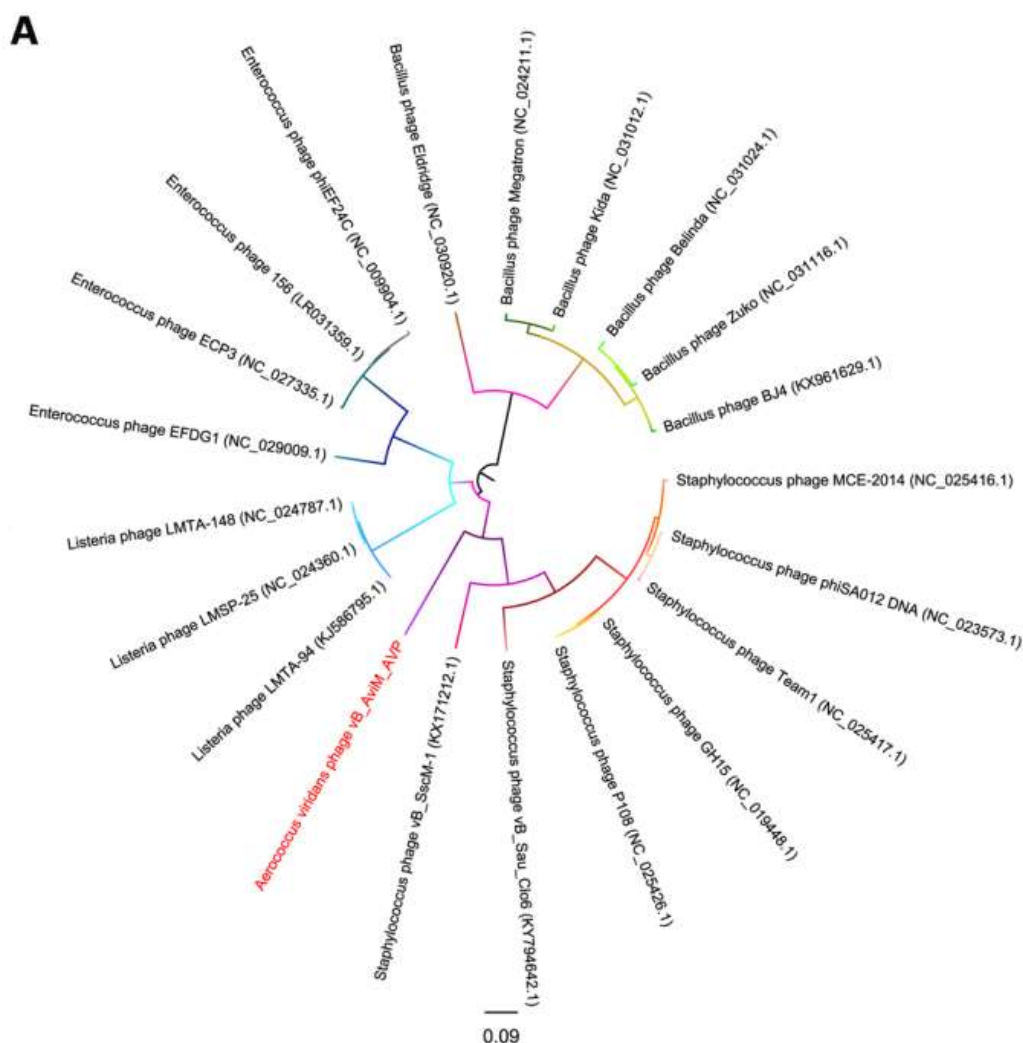 A
Enterococcus phage phiEF24C (NC_009904.1)
Bacillus phage Eldridge (NC_030920.1)
Bacillus phage Megatron (NC_024211.1)
Bacillus phage Kida (NC_031012.1)
Bacillus phage Belinda (NC_031024.1)
Bacillus phage Zuko (NC_031116.1)
Bacillus phage BJ4 (KX961629.1)
Staphylococcus phage MCE-2014 (NC_025416.1)
Staphylococcus phage phiSA012 DNA (NC_023573.1)
Staphylococcus phage Team1 (NC_025417.1)
Staphylococcus phage GH15 (NC_019448.1)
Staphylococcus phage P108 (NC_025426.1)
Staphylococcus phage vB_Sau_Clo6 (KY794642.1)
Staphylococcus phage vB_SscM-1 (KX171212.1)
Aerococcus viridans phage vB_AviM_AVP
Listeria phage LMTA-94 (KJ586795.1)
Listeria phage LMSP-25 (NC_024360.1)
Listeria phage LMTA-148 (NC_024787.1)
Enterococcus phage EFDG1 (NC_029009.1)
Enterococcus phage ECP3 (NC_027335.1)
Enterococcus phage 156 (LR031359.1)
0.09